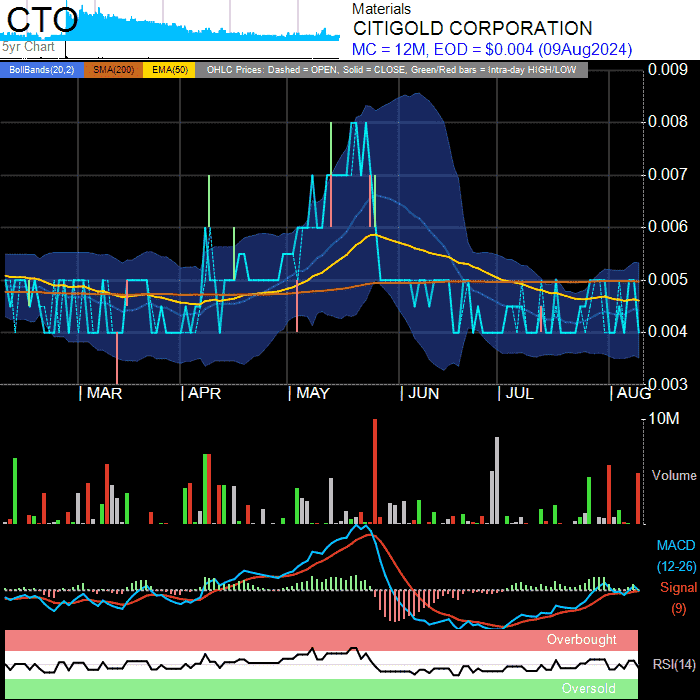 CTO
5yr Chart
Materials
CITIGOLD CORPORATION
MC = 12M, EOD = $0.004 (09Aug2024)
BollBands(20,2) SMA(200) EMA(50) OHLC Prices: Dashed = OPEN, Solid = CLOSE, Green/Red bars = Intra-day HIGH/LOW
0.009
0.008
0.007
0.006
0.005
0.004
0.003
| MAR | APR | MAY | JUN | JUL | AUG
10M
Volume
MACD
(12-26)
Signal
(9)
Overbought
RSI(14)
Oversold